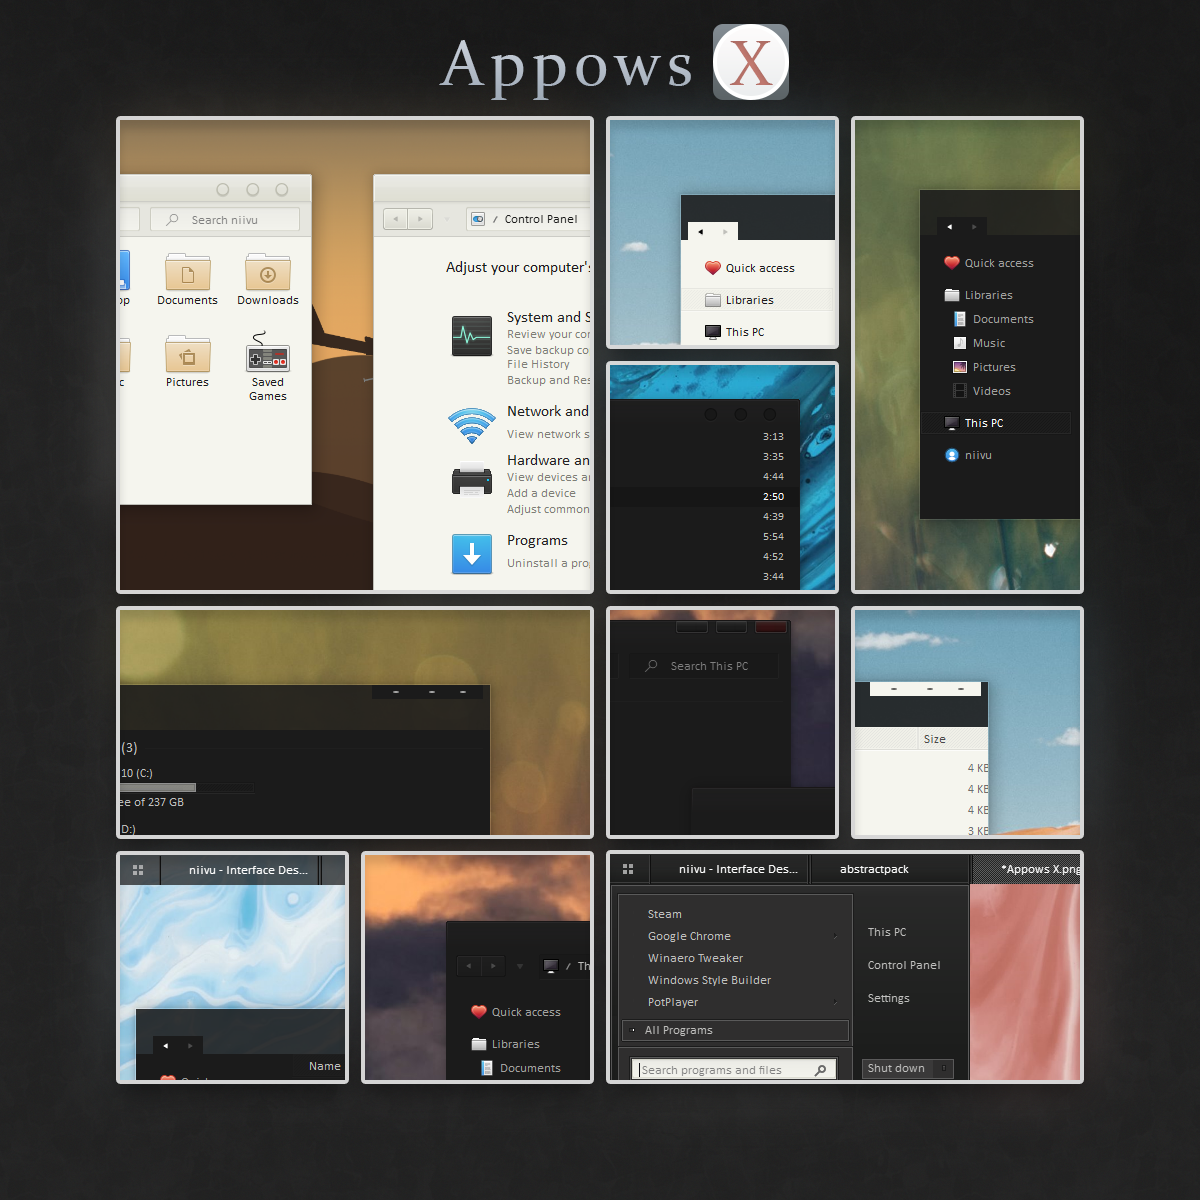 Appows X
Search niivu
Documents
Downloads
Pictures
Saved
Games
Control Panel
Adjust your computer's
System and S
Review your co
Save backup co
File History
Backup and Res
Network and
View network s
Hardware an
View devices a
Add a device
Adjust common
Programs
Uninstall a pro
Quick access
Libraries
This PC
3:13
3:35
4:44
2:50
4:39
5:54
4:52
3:44
Quick access
Libraries
Documents
Music
Pictures
Videos
This PC
niivu
(3)
10 (C:)
ee of 237 GB
D:)
Search This PC
Size
4 KB
4 KB
4 KB
3 KB
niivu - Interface Des...
Name
/ Th
Quick access
Libraries
Documents
niivu - Interface Des...
abstractpack
*Appows X.png
Steam
Google Chrome
Winaero Tweaker
Windows Style Builder
PotPlayer
All Programs
Search programs and files
This PC
Control Panel
Settings
Shut down